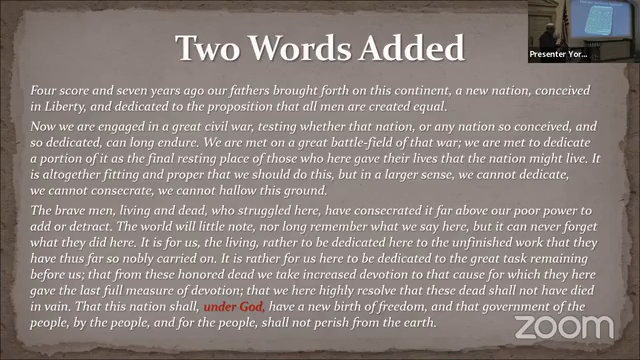 Two Words Added
Presenter Yor...
Four score and seven years ago our fathers brought forth on this continent, a new nation, conceived
in Liberty, and dedicated to the proposition that all men are created equal.
Now we are engaged in a great civil war, testing whether that nation, or any nation so conceived, and
so dedicated, can long endure. We are met on a great battle-field of that war; we are met to dedicate
a portion of it as the final resting place of those who here gave their lives that the nation might live. It
is altogether fitting and proper that we should do this, but in a larger sense, we cannot dedicate,
we cannot consecrate, we cannot hallow this ground.
The brave men, living and dead, who struggled here, have consecrated it far above our poor power to
add or detract. The world will little note, nor long remember what we say here, but it can never forget
what they did here. It is for us, the living, rather to be dedicated here to the unfinished work that they
have thus far so nobly carried on. It is rather for us here to be dedicated to the great task remaining
before us; that from these honored dead we take increased devotion to that cause for which they here
gave the last full measure of devotion; that we here highly resolve that these dead shall not have died
in vain. That this nation shall, under God, have a new birth of freedom, and that government of the
people, by the people, and for the people, shall not perish from the earth.
zoom